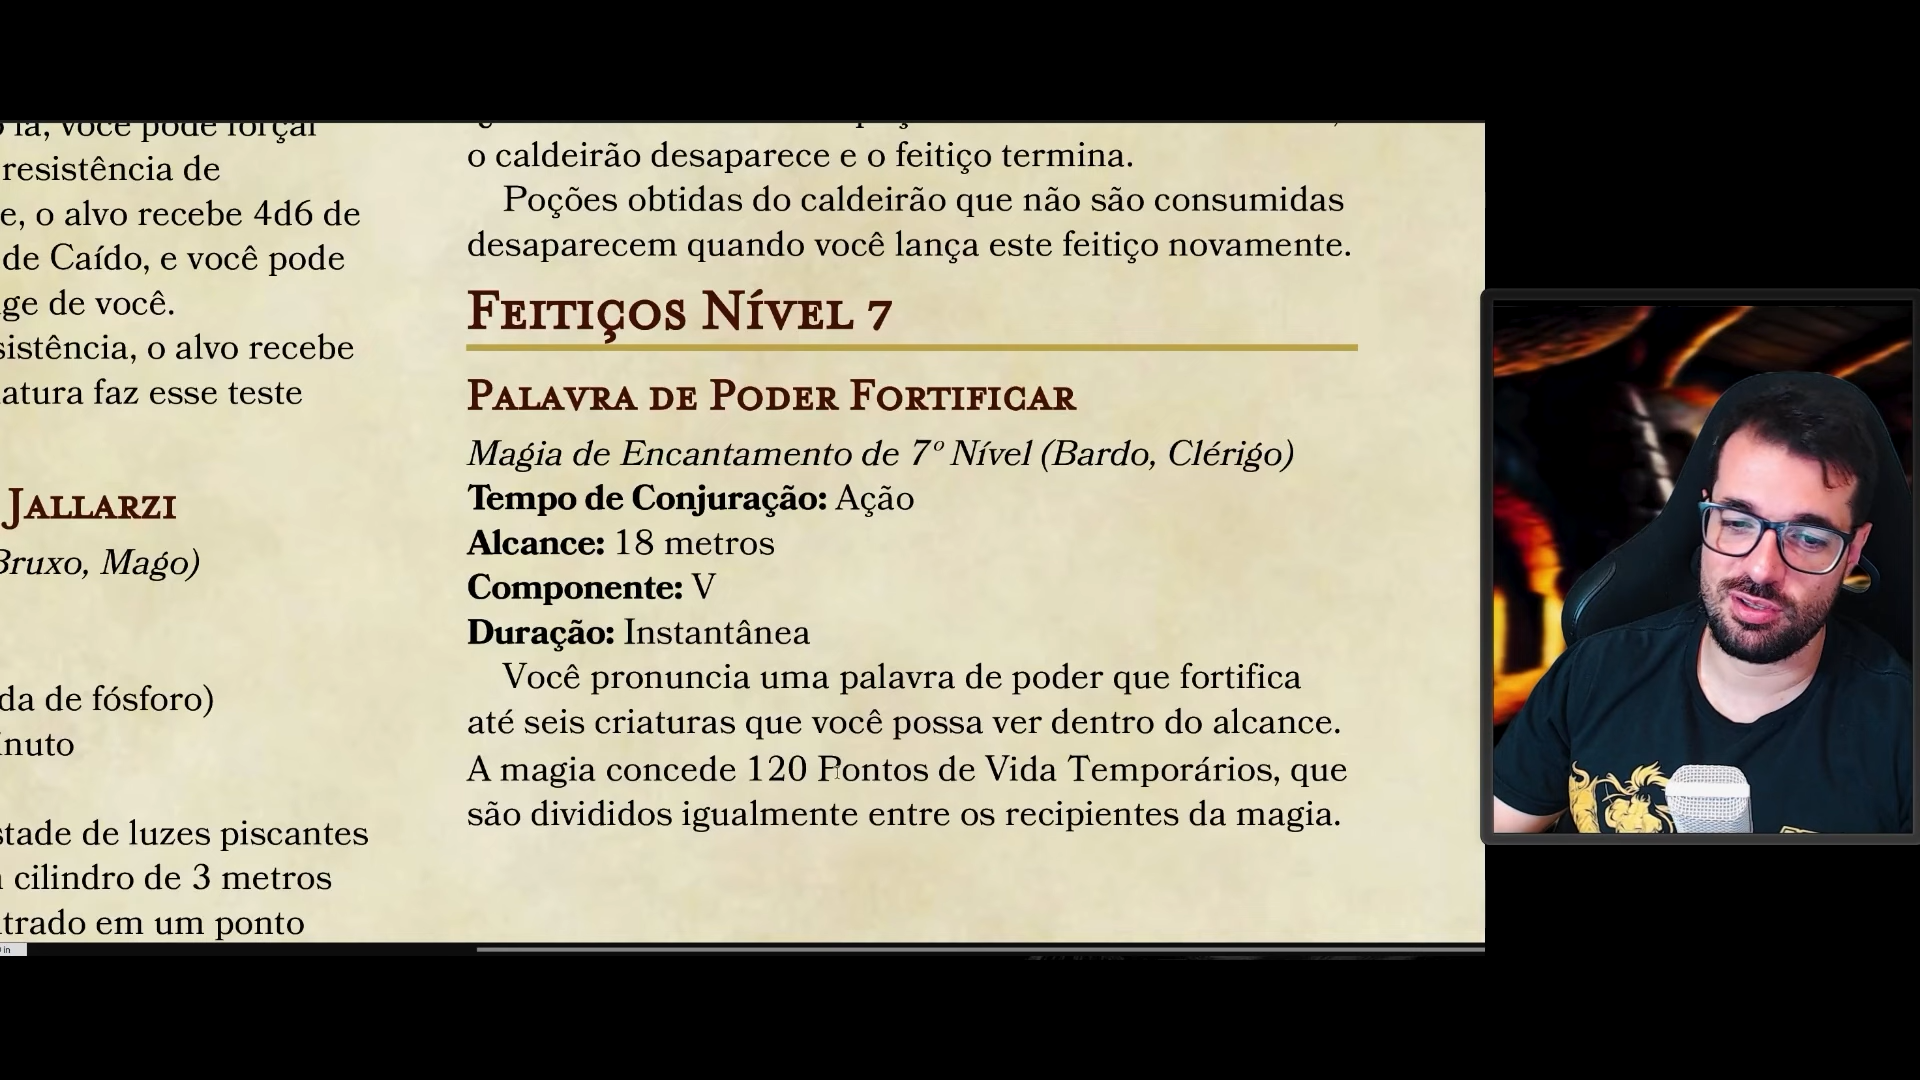 o lá, você pode forçar
resistência de
e, o alvo recebe 4d6 de
de Caído, e você pode
ge de você.
sistência, o alvo recebe
atura faz esse teste
Jallarzi
Bruxo, Mago)
da de fósforo)
inuto
stade de luzes piscantes
cilindro de 3 metros
trado em um ponto
o caldeirão desaparece e o feitiço termina.
Poções obtidas do caldeirão que não são consumidas
desaparecem quando você lança este feitiço novamente.
Feitiços Nível 7
Palavra de Poder Fortificar
Magia de Encantamento de 7º Nível (Bardo, Clérigo)
Tempo de Conjuração: Ação
Alcance: 18 metros
Componente: V
Duração: Instantânea
Você pronuncia uma palavra de poder que fortifica
até seis criaturas que você possa ver dentro do alcance.
A magia concede 120 Pontos de Vida Temporários, que
são divididos igualmente entre os recipientes da magia.